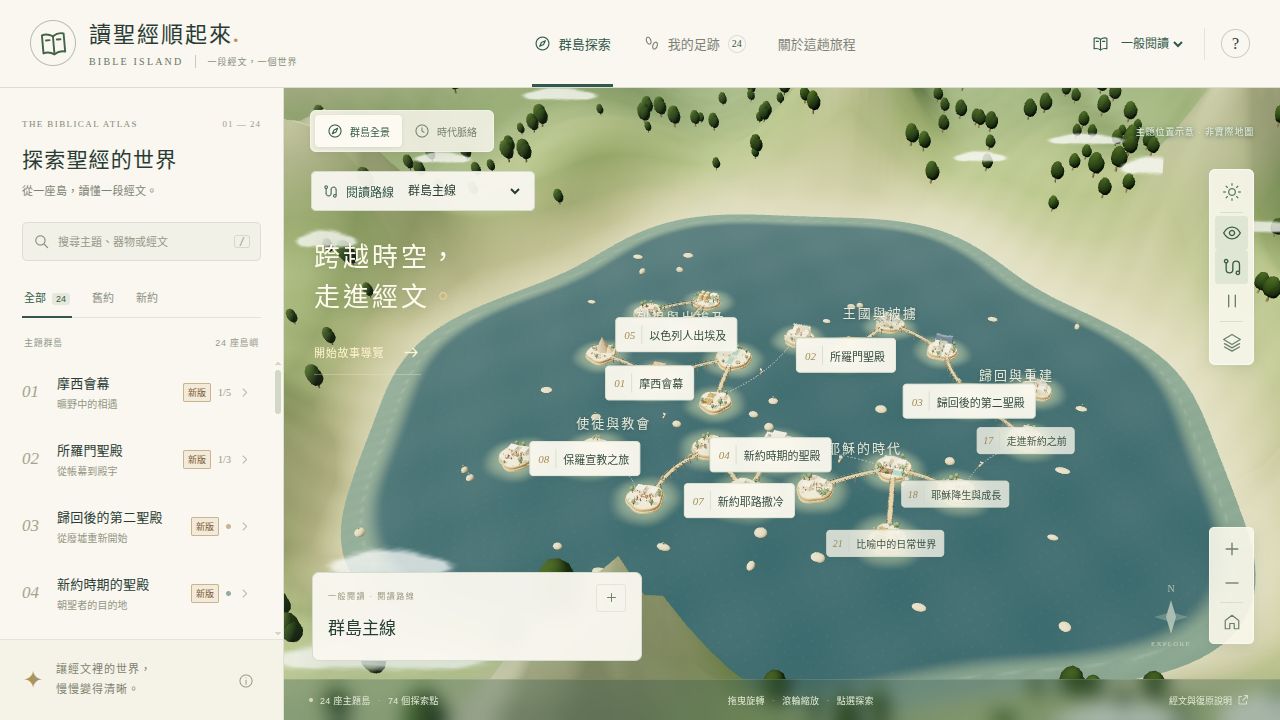 讀聖經順起來.
BIBLE ISLAND
一段經文，一個世界
群島探索
我的足跡 24
關於這趟旅程
一般閱讀
?
THE BIBLICAL ATLAS
01 — 24
探索聖經的世界
從一座島，讀懂一段經文。
搜尋主題、器物或經文
/
全部 24
舊約
新約
主題群島
24 座島嶼
01 摩西會幕 新版 1/5
曠野中的相遇
02 所羅門聖殿 新版 1/3
從帳幕到殿宇
03 歸回後的第二聖殿 新版
從廢墟重新開始
04 新約時期的聖殿 新版
朝聖者的目的地
讓經文裡的世界，
慢慢變得清晰。
群島全景
時代脈絡
閱讀路線 群島主線
主題位置示意 · 非實際地圖
跨越時空，
走進經文。
開始故事導覽
王國與被擄
05 以色列人出埃及
02 所羅門聖殿
01 摩西會幕
歸回與重建
03 歸回後的第二聖殿
使徒與教會
17 走進新約之前
耶穌的時代
04 新約時期的聖殿
08 保羅宣教之旅
07 新約耶路撒冷
18 耶穌降生與成長
21 比喻中的日常世界
一般閱讀 · 閱讀路線
群島主線
N
EXPLORE
24 座主題島 · 74 個探索點
拖曳旋轉 · 滾輪縮放 · 點選探索
經文與復原說明